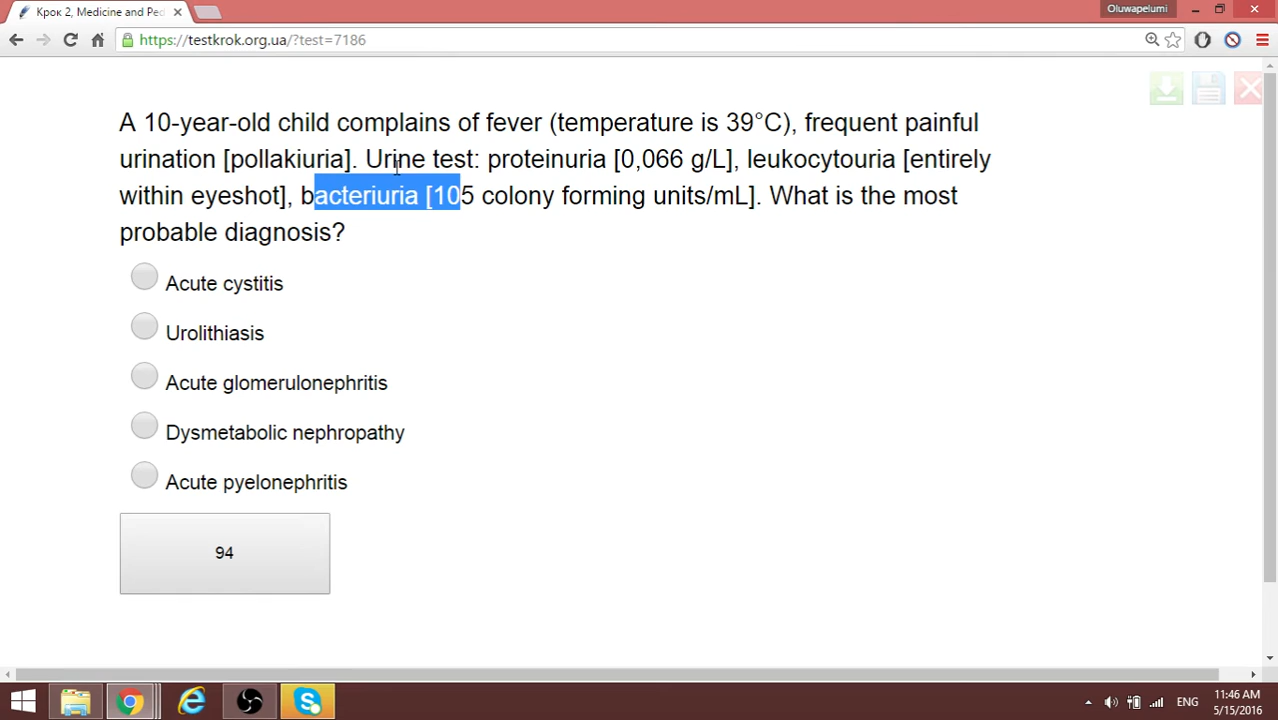 Крок 2, Medicine and Pedi
Oluwapelumi
https://testkrok.org.ua/?test=7186
A 10-year-old child complains of fever (temperature is 39°C), frequent painful
urination [pollakiuria]. Urine test: proteinuria [0,066 g/L], leukocytouria [entirely
within eyeshot], bacteriuria [105 colony forming units/mL]. What is the most
probable diagnosis?
Acute cystitis
Urolithiasis
Acute glomerulonephritis
Dysmetabolic nephropathy
Acute pyelonephritis
94
ENG
11:46 AM
5/15/2016